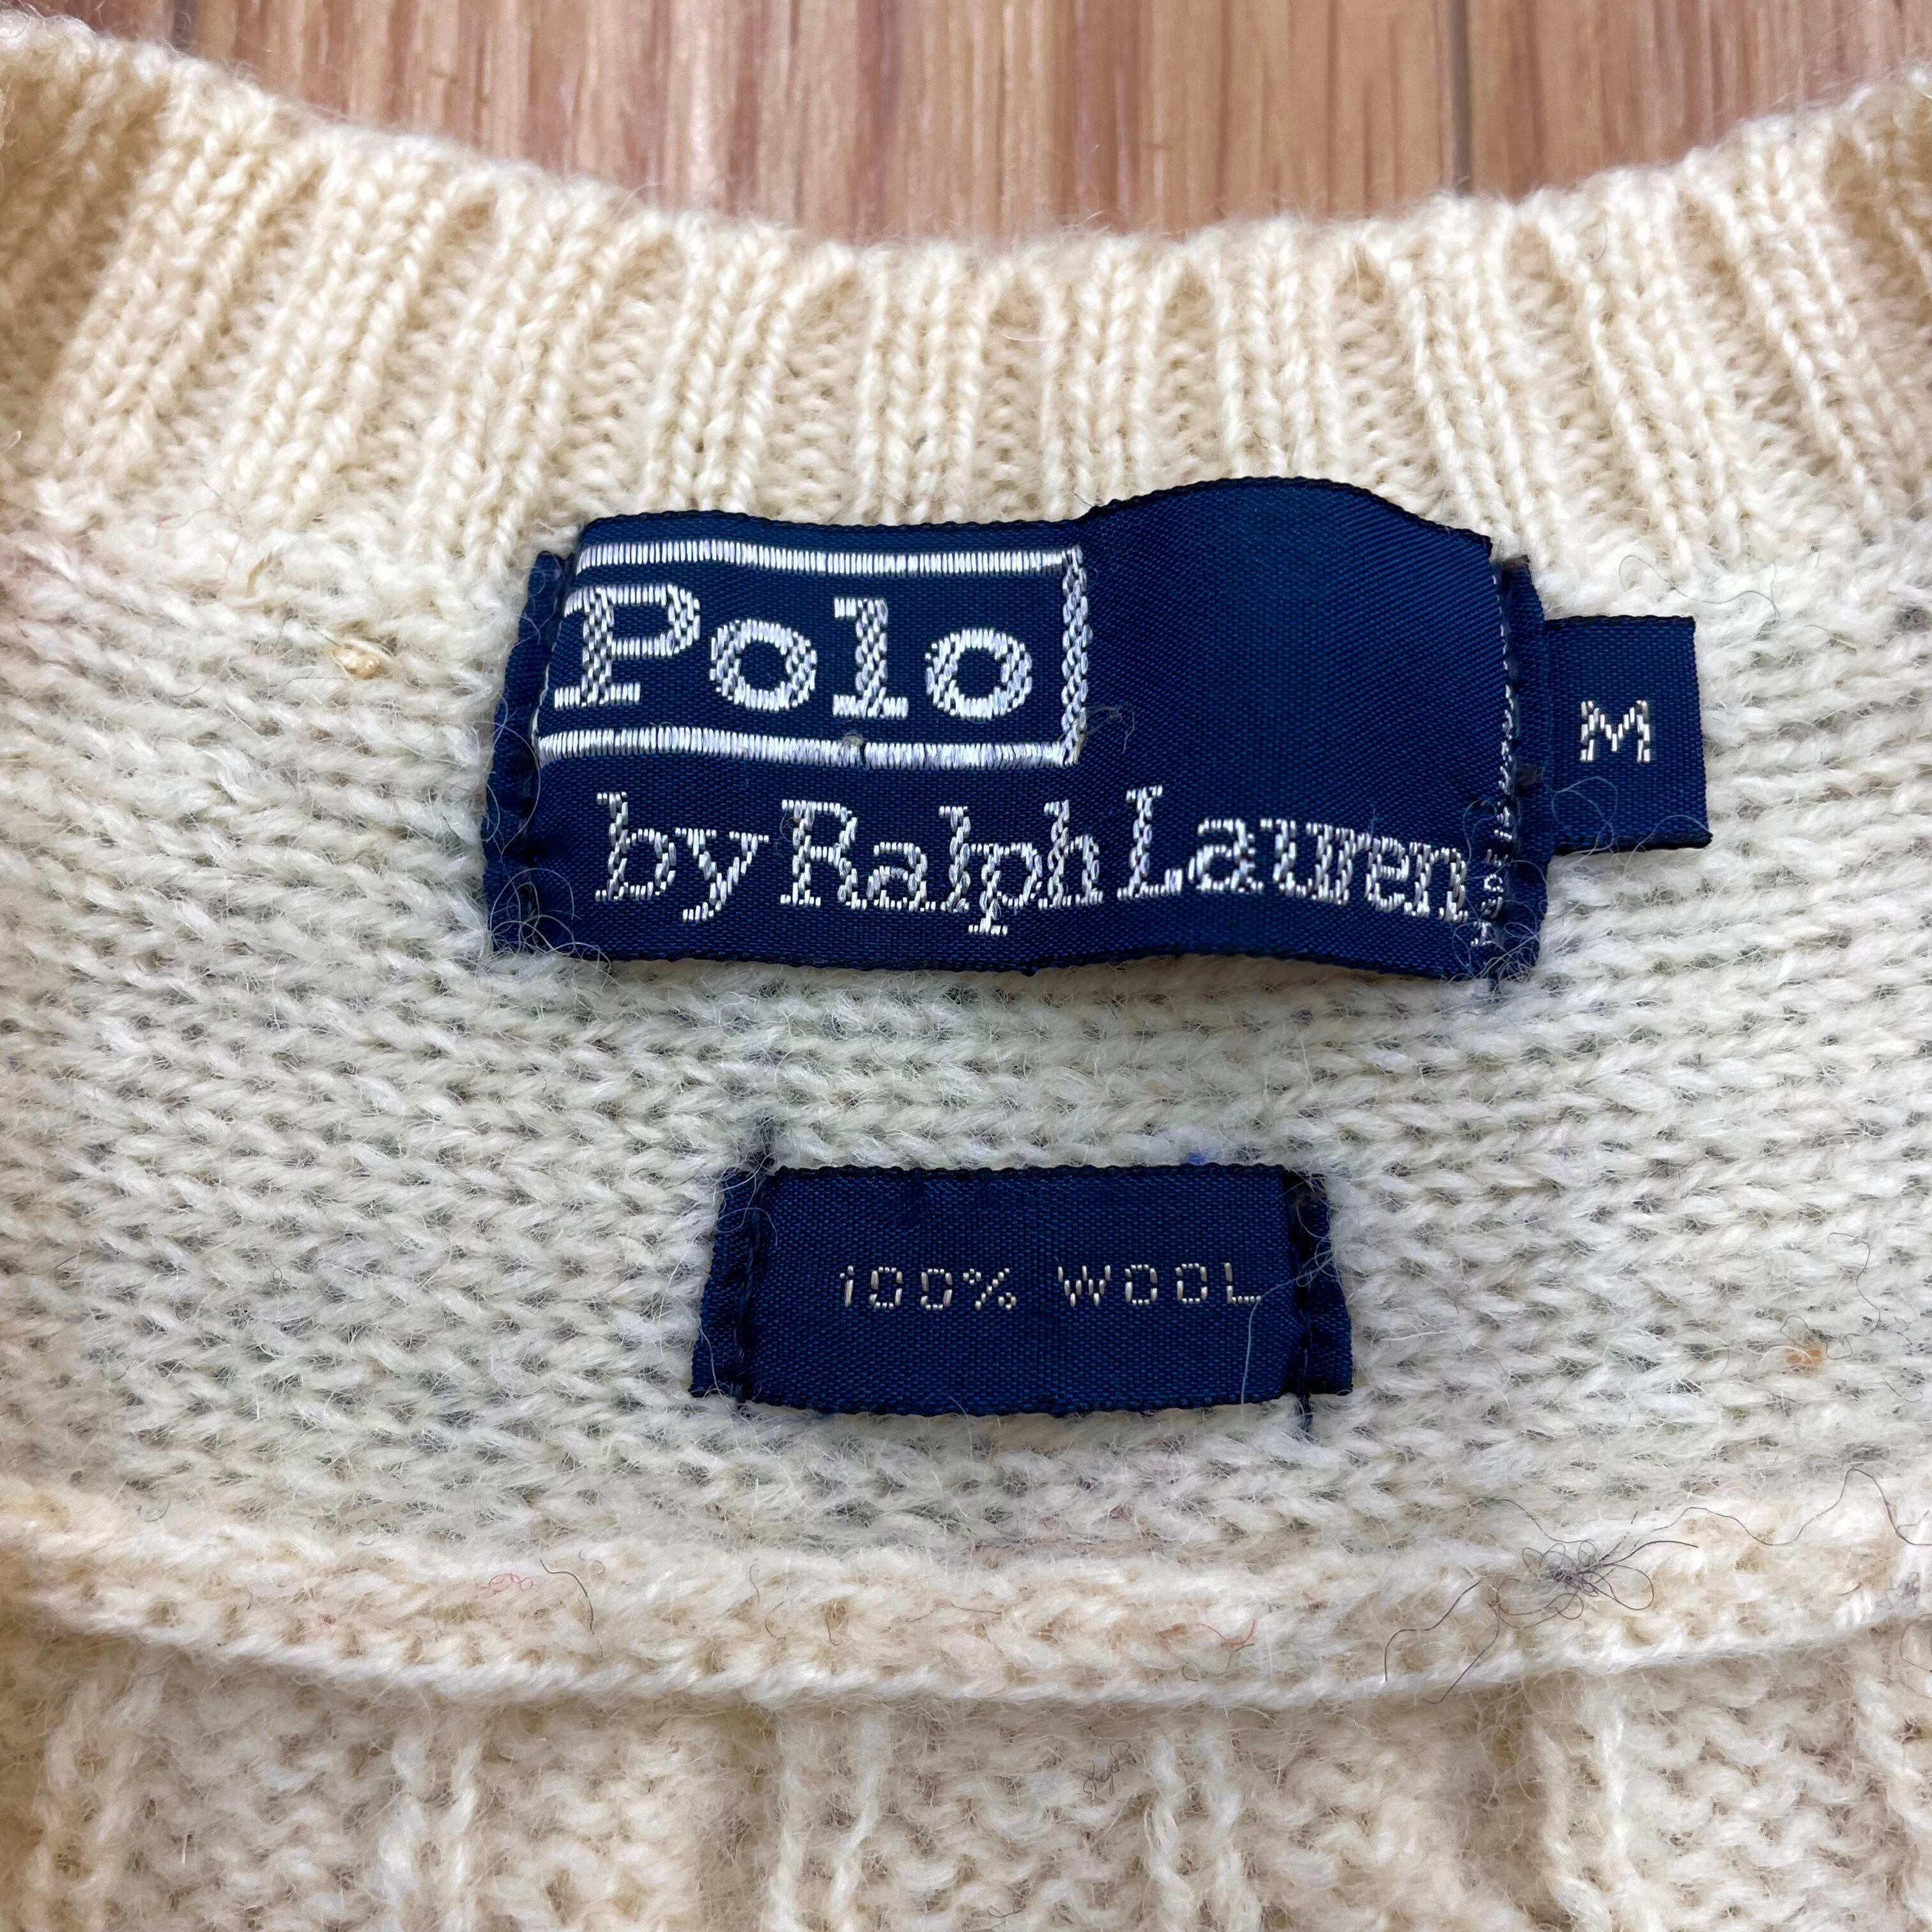 Polo
by Ralph Lauren
M
100% WOOL